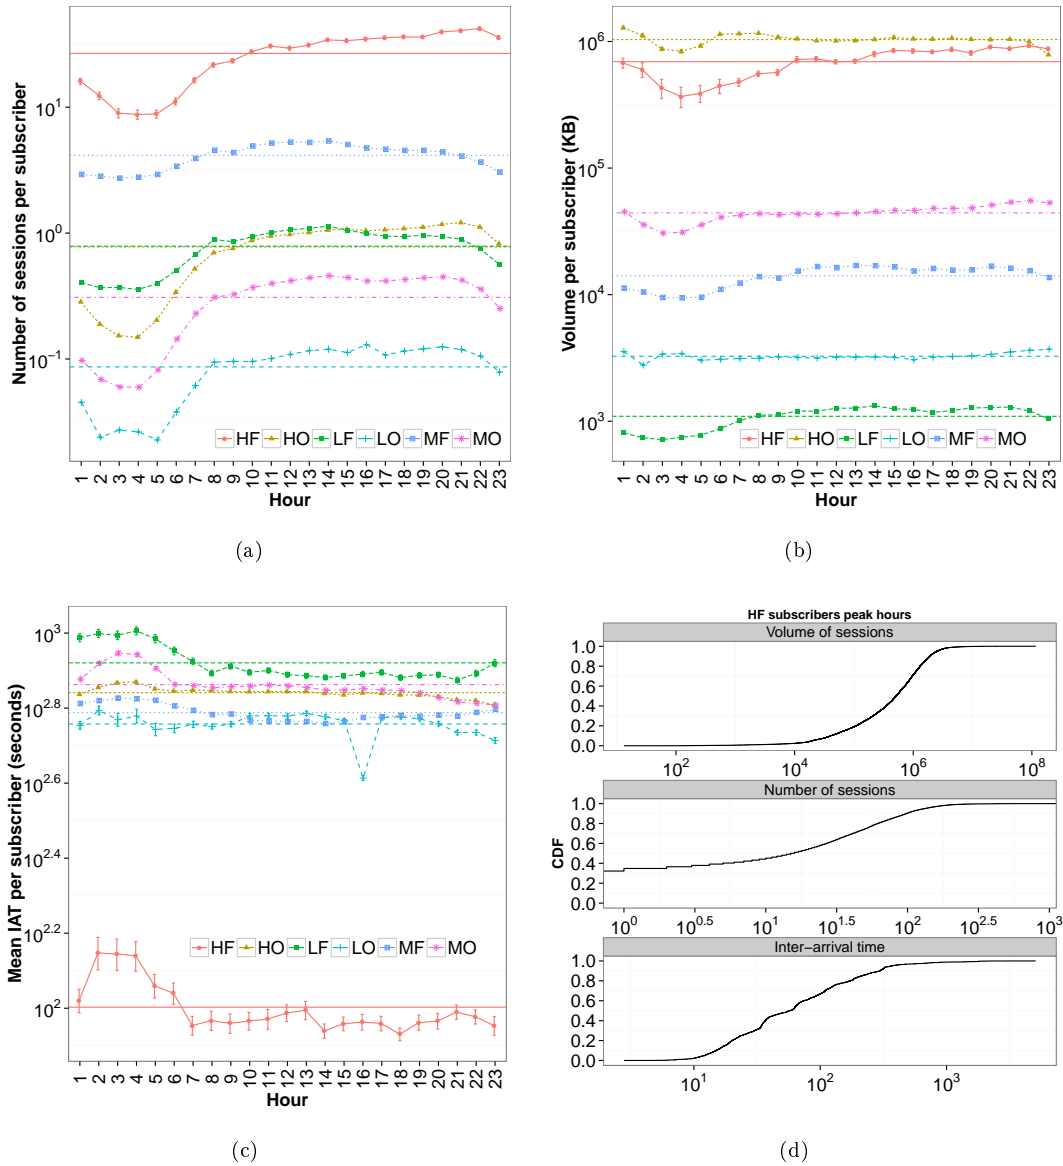 Number of sessions per subscriber
10^1
10^0
10^−1
HF HO LF LO MF MO
1 2 3 4 5 6 7 8 9 10 11 12 13 14 15 16 17 18 19 20 21 22 23
Hour
(a)
Volume per subscriber (KB)
10^6
10^5
10^4
10^3
HF HO LF LO MF MO
1 2 3 4 5 6 7 8 9 10 11 12 13 14 15 16 17 18 19 20 21 22 23
Hour
(b)
Mean IAT per subscriber (seconds)
10^3
10^2.8
10^2.6
10^2.4
10^2.2
10^2
HF HO LF LO MF MO
1 2 3 4 5 6 7 8 9 10 11 12 13 14 15 16 17 18 19 20 21 22 23
Hour
(c)
HF subscribers peak hours
Volume of sessions
1.0
0.8
0.6
0.4
0.2
0.0
10^2 10^4 10^6 10^8
Number of sessions
CDF
1.0
0.8
0.6
0.4
0.2
0.0
10^0 10^0.5 10^1 10^1.5 10^2 10^2.5 10^3
Inter−arrival time
1.0
0.8
0.6
0.4
0.2
0.0
10^1 10^2 10^3
(d)